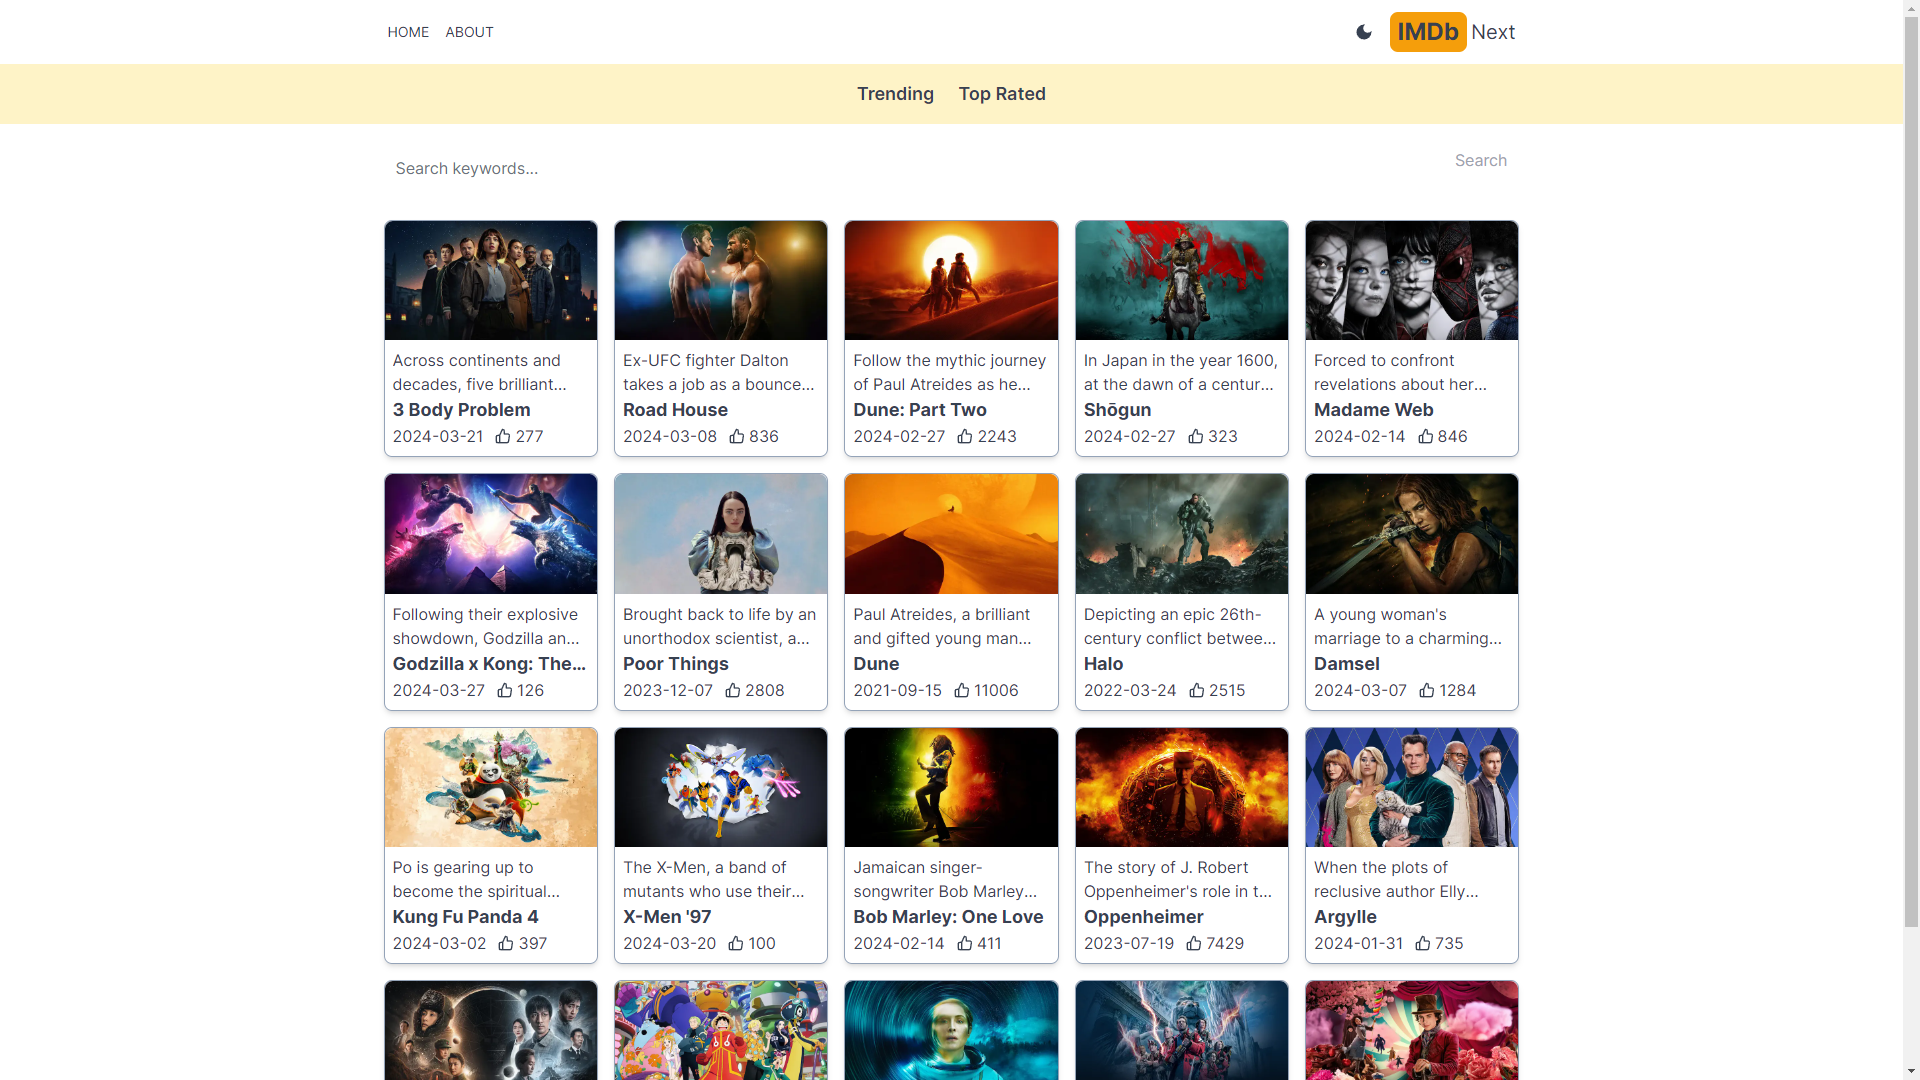 HOME ABOUT IMDb Next
Trending Top Rated
Search keywords...
Search
Across continents and
decades, five brilliant...
3 Body Problem
2024-03-21 277
Ex-UFC fighter Dalton
takes a job as a bounce...
Road House
2024-03-08 836
Follow the mythic journey
of Paul Atreides as he...
Dune: Part Two
2024-02-27 2243
In Japan in the year 1600,
at the dawn of a centur...
Shōgun
2024-02-27 323
Forced to confront
revelations about her...
Madame Web
2024-02-14 846
Following their explosive
showdown, Godzilla an...
Godzilla x Kong: The...
2024-03-27 126
Brought back to life by an
unorthodox scientist, a...
Poor Things
2023-12-07 2808
Paul Atreides, a brilliant
and gifted young man...
Dune
2021-09-15 11006
Depicting an epic 26th-
century conflict betwee...
Halo
2022-03-24 2515
A young woman's
marriage to a charming...
Damsel
2024-03-07 1284
Po is gearing up to
become the spiritual...
Kung Fu Panda 4
2024-03-02 397
The X-Men, a band of
mutants who use their...
X-Men '97
2024-03-20 100
Jamaican singer-
songwriter Bob Marley...
Bob Marley: One Love
2024-02-14 411
The story of J. Robert
Oppenheimer's role in t...
Oppenheimer
2023-07-19 7429
When the plots of
reclusive author Elly...
Argylle
2024-01-31 735